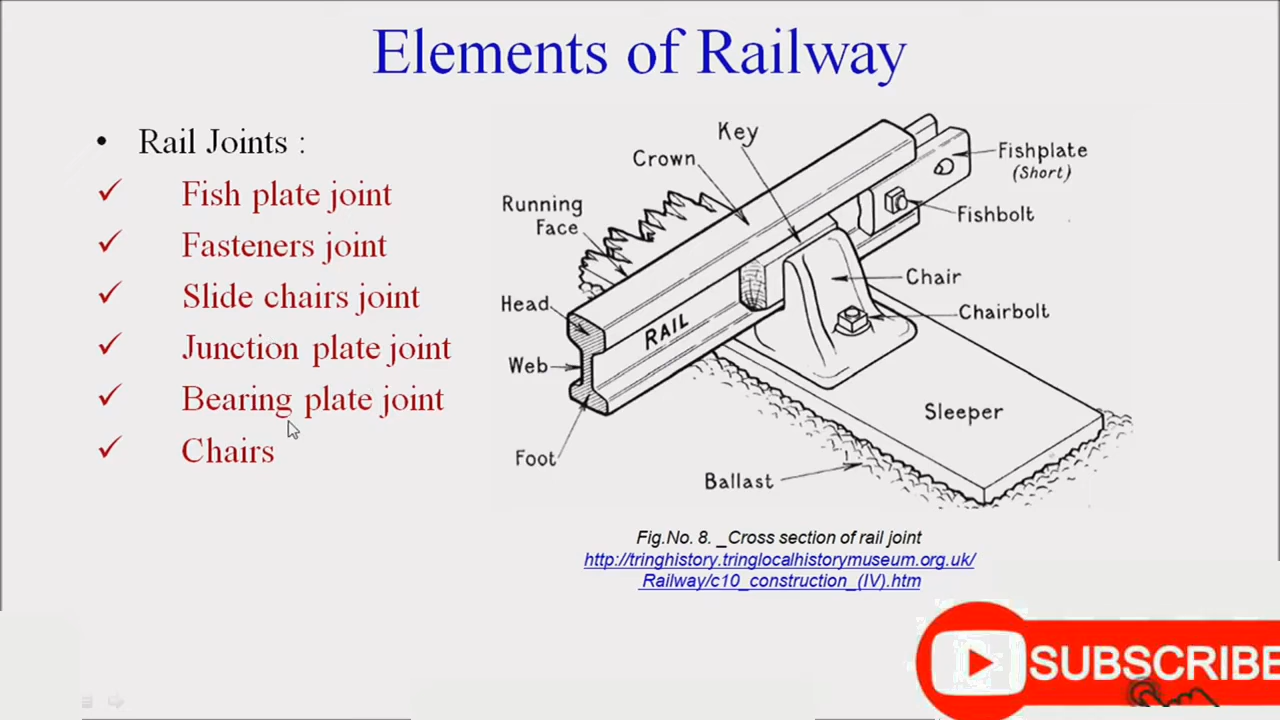 Elements of Railway
• Rail Joints :
✓ Fish plate joint
✓ Fasteners joint
✓ Slide chairs joint
✓ Junction plate joint
✓ Bearing plate joint
✓ Chairs
Key
Crown
Fishplate
(Short)
Running
Face
Fishbolt
Chair
Head
Chairbolt
RAIL
Web
Sleeper
Foot
Ballast
Fig.No. 8. _Cross section of rail joint
http://tringhistory.tringlocalhistorymuseum.org.uk/
Railway/c10_construction_(IV).htm
SUBSCRIBE